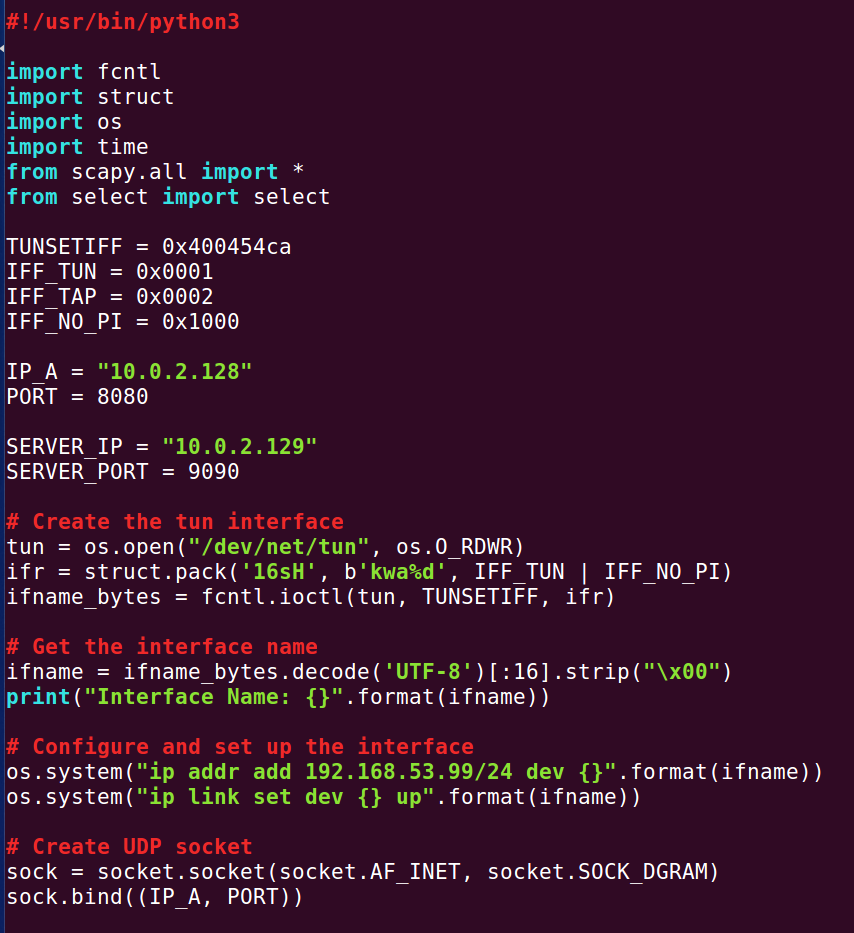 #!/usr/bin/python3
import fcntl
import struct
import os
import time
from scapy.all import *
from select import select
TUNSETIFF = 0x400454ca
IFF_TUN = 0x0001
IFF_TAP = 0x0002
IFF_NO_PI = 0x1000
IP_A = "10.0.2.128"
PORT = 8080
SERVER_IP = "10.0.2.129"
SERVER_PORT = 9090
# Create the tun interface
tun = os.open("/dev/net/tun", os.O_RDWR)
ifr = struct.pack('16sH', b'kwa%d', IFF_TUN | IFF_NO_PI)
ifname_bytes = fcntl.ioctl(tun, TUNSETIFF, ifr)
# Get the interface name
ifname = ifname_bytes.decode('UTF-8')[:16].strip("\x00")
print("Interface Name: {}".format(ifname))
# Configure and set up the interface
os.system("ip addr add 192.168.53.99/24 dev {}".format(ifname))
os.system("ip link set dev {} up".format(ifname))
# Create UDP socket
sock = socket.socket(socket.AF_INET, socket.SOCK_DGRAM)
sock.bind((IP_A, PORT))